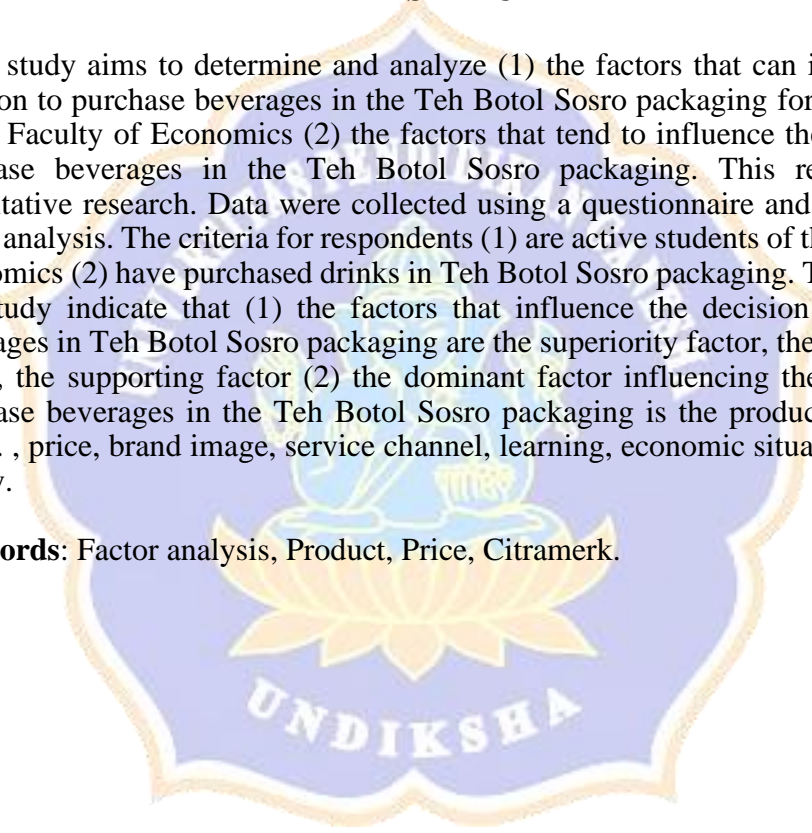 study aims to determine and analyze (1) the factors that can i
on to purchase beverages in the Teh Botol Sosro packaging for
Faculty of Economics (2) the factors that tend to influence the
ase beverages in the Teh Botol Sosro packaging. This re
tative research. Data were collected using a questionnaire and
analysis. The criteria for respondents (1) are active students of th
omics (2) have purchased drinks in Teh Botol Sosro packaging. T
tudy indicate that (1) the factors that influence the decision
ages in Teh Botol Sosro packaging are the superiority factor, the
, the supporting factor (2) the dominant factor influencing the
ase beverages in the Teh Botol Sosro packaging is the produc
. , price, brand image, service channel, learning, economic situa
y.
ords: Factor analysis, Product, Price, Citramerk.
UNDIKSHA